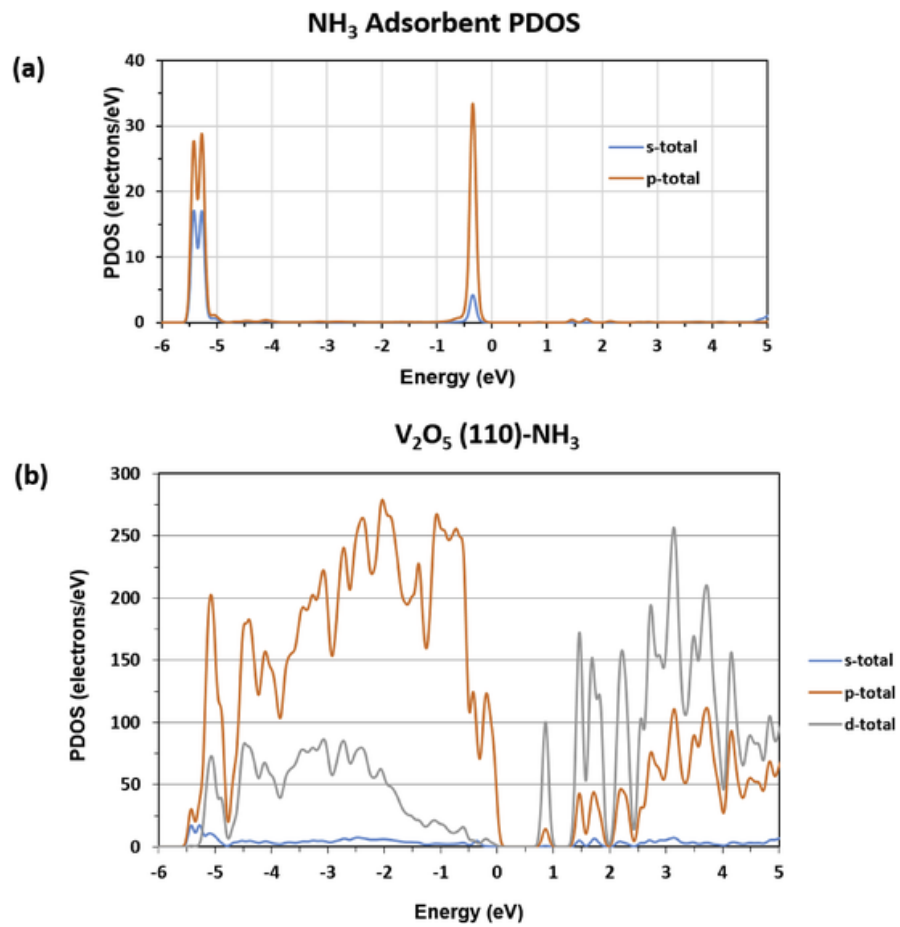 NH₃ Adsorbent PDOS
(a)
PDOS (electrons/eV)
40
30
20
10
0
s-total
p-total
-6 -5 -4 -3 -2 -1 0 1 2 3 4 5
Energy (eV)
V₂O₅ (110)-NH₃
(b)
PDOS (electrons/eV)
300
250
200
150
100
50
0
s-total
p-total
d-total
-6 -5 -4 -3 -2 -1 0 1 2 3 4 5
Energy (eV)